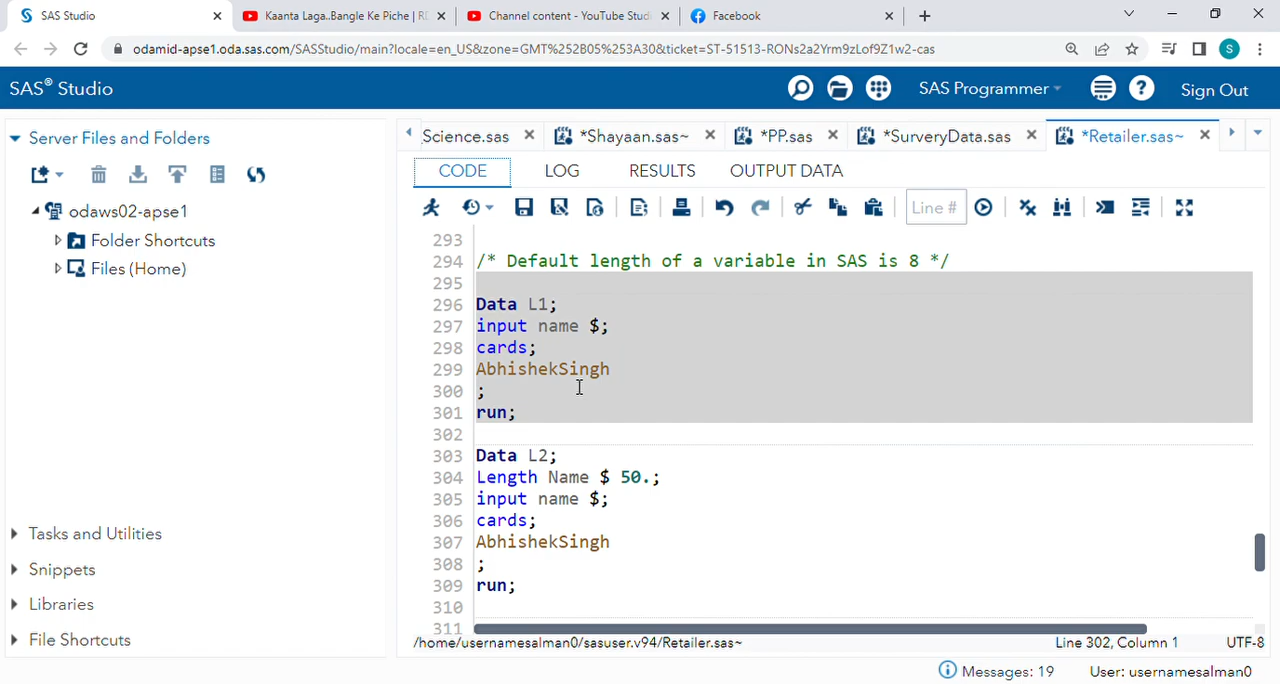 SAS Studio
Kaanta Laga..Bangle Ke Piche | RD
Channel content - YouTube Studi
Facebook
odamid-apse1.oda.sas.com/SASStudio/main?locale=en_US&zone=GMT%252B05%253A30&ticket=ST-51513-RONs2a2Yrm9zLof9Z1w2-cas
S
SAS® Studio
SAS Programmer
Sign Out
Server Files and Folders
odaws02-apse1
Folder Shortcuts
Files (Home)
Tasks and Utilities
Snippets
Libraries
File Shortcuts
_Science.sas
*Shayaan.sas~
*PP.sas
*SurveryData.sas
*Retailer.sas~
CODE
LOG
RESULTS
OUTPUT DATA
Line #
293
294 /* Default length of a variable in SAS is 8 */
295
296 Data L1;
297 input name $;
298 cards;
299 AbhishekSingh
300 ;
301 run;
302
303 Data L2;
304 Length Name $ 50.;
305 input name $;
306 cards;
307 AbhishekSingh
308 ;
309 run;
310
311
/home/usernamesalman0/sasuser.v94/Retailer.sas~
Line 302, Column 1
UTF-8
Messages: 19
User: usernamesalman0